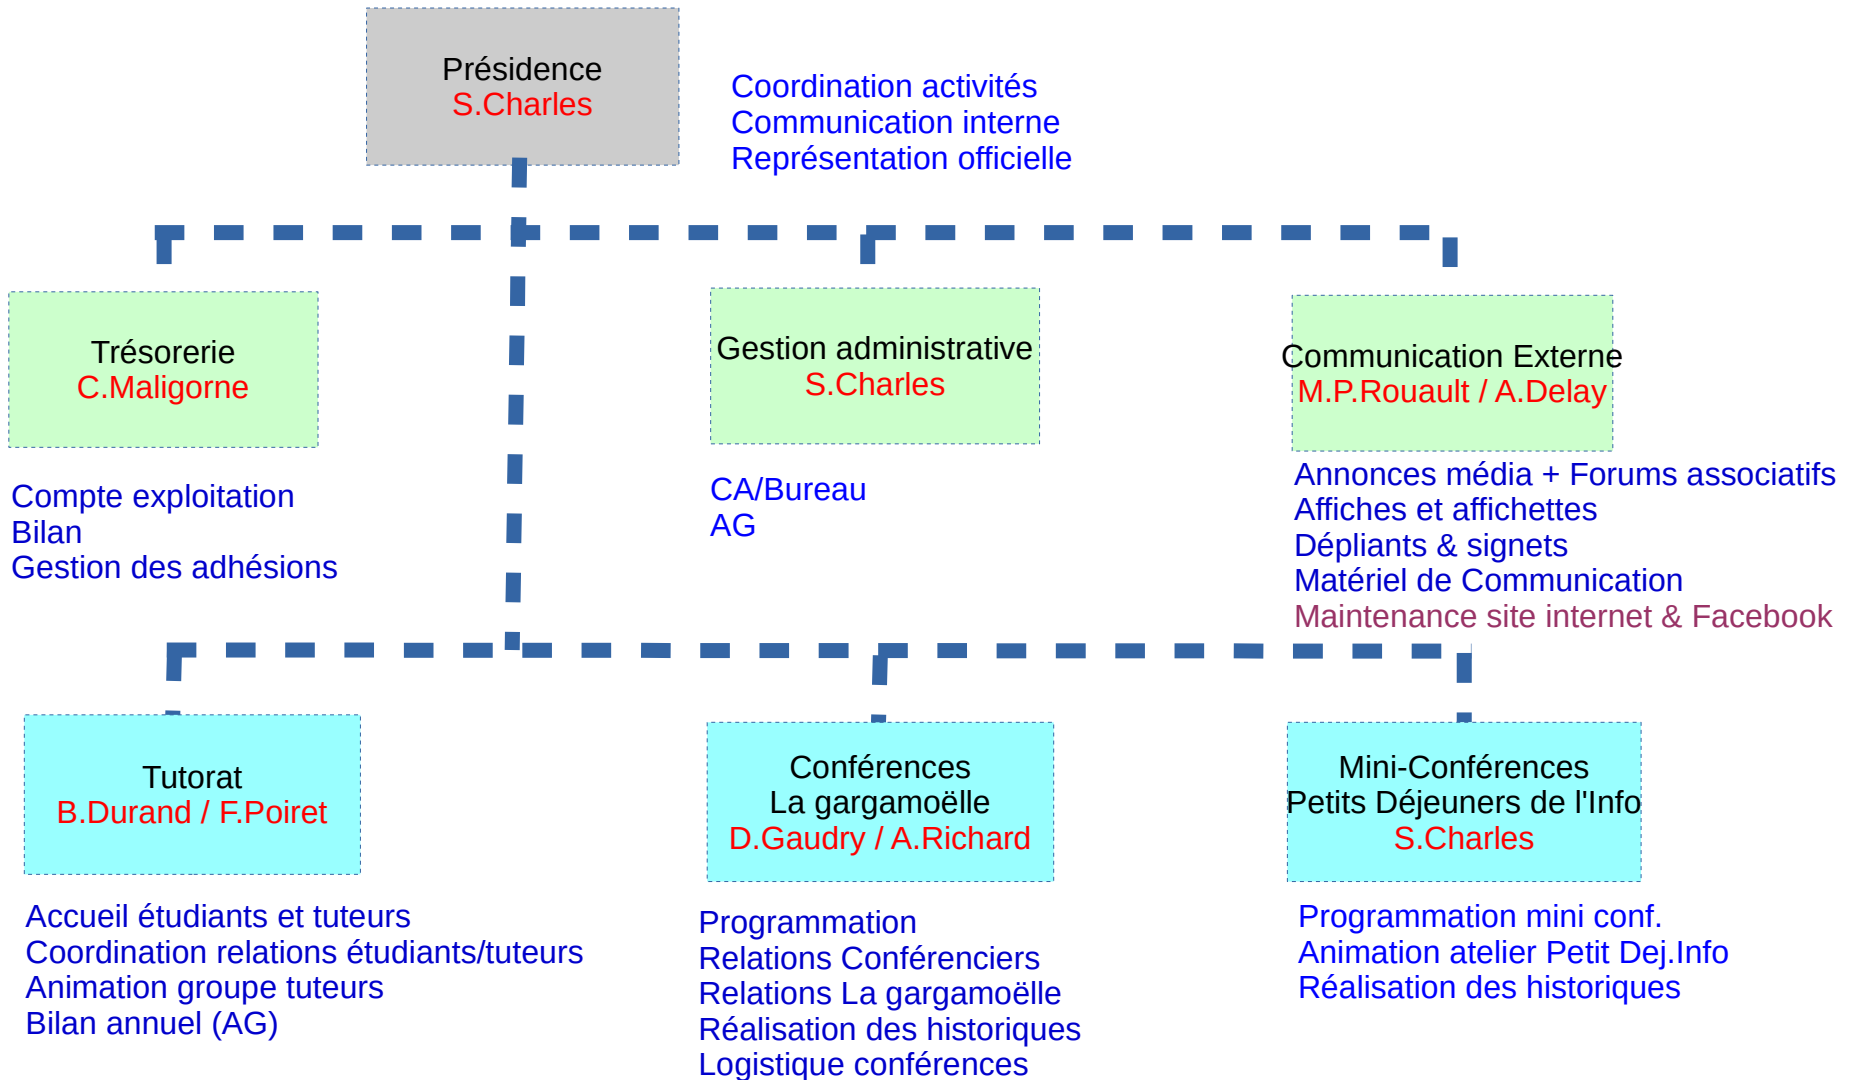 Présidence
S.Charles
Coordination activités
Communication interne
Représentation officielle
Trésorerie
C.Maligorne
Compte exploitation
Bilan
Gestion des adhésions
Gestion administrative
S.Charles
CA/Bureau
AG
Communication Externe
M.P.Rouault / A.Delay
Annonces média + Forums associatifs
Affiches et affichettes
Dépliants & signets
Matériel de Communication
Maintenance site internet & Facebook
Tutorat
B.Durand / F.Poiret
Accueil étudiants et tuteurs
Coordination relations étudiants/tuteurs
Animation groupe tuteurs
Bilan annuel (AG)
Conférences
La gargamoëlle
D.Gaudry / A.Richard
Programmation
Relations Conférenciers
Relations La gargamoëlle
Réalisation des historiques
Logistique conférences
Mini-Conférences
Petits Déjeuners de l'Info
S.Charles
Programmation mini conf.
Animation atelier Petit Dej.Info
Réalisation des historiques